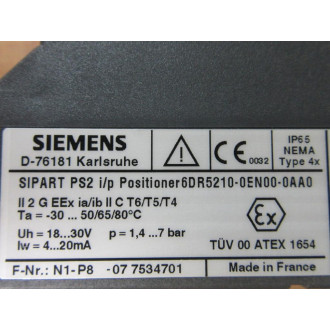 SIEMENS
D-76181 Karlsruhe
CE 0032
IP65
NEMA
Type 4x
SIPART PS2 i/p Positioner6DR5210-0EN00-0AA0
II 2 G EEx ia/ib II C T6/T5/T4
Ta = -30 ... 50/65/80°C
Uh = 18...30V p = 1,4 ...7 bar
Iw = 4...20mA
Ex
TÜV 00 ATEX 1654
F-Nr.: N1-P8 -07 7534701
Made in France